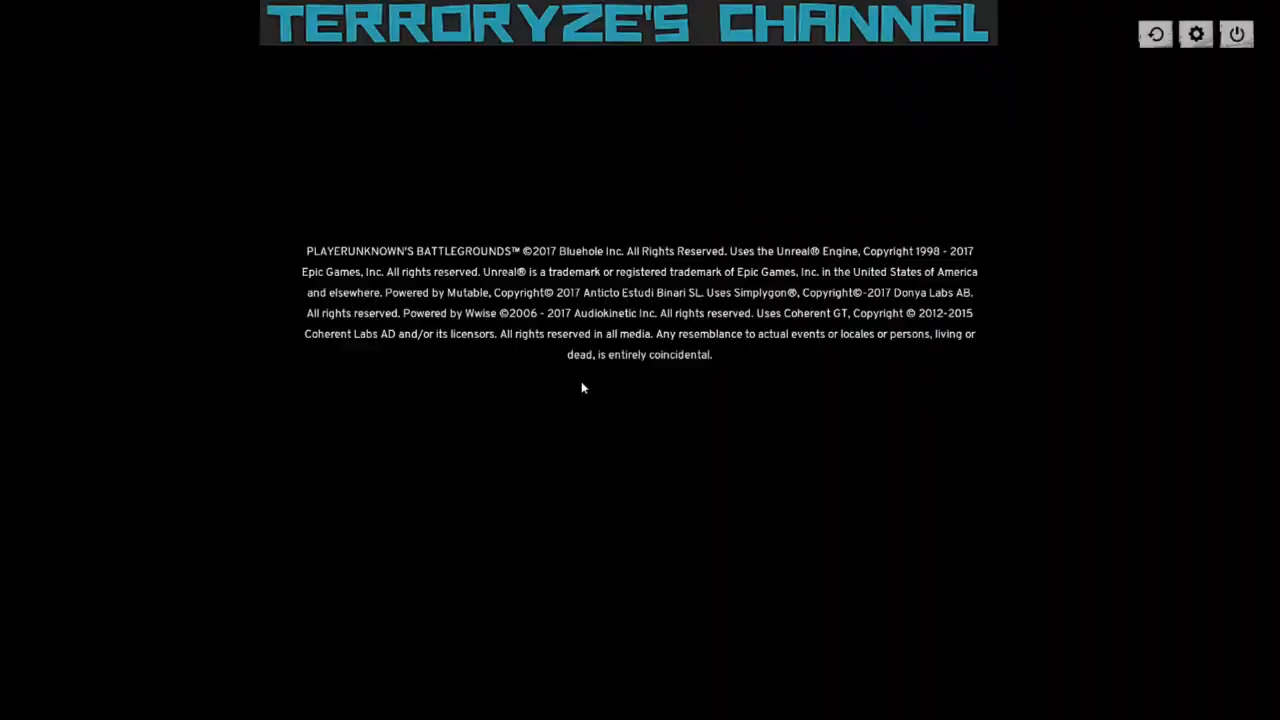 TERRORYZE'S CHANNEL
PLAYERUNKNOWN'S BATTLEGROUNDS™ ©2017 Bluehole Inc. All Rights Reserved. Uses the Unreal® Engine, Copyright 1998 - 2017
Epic Games, Inc. All rights reserved. Unreal® is a trademark or registered trademark of Epic Games, Inc. in the United States of America
and elsewhere. Powered by Mutable, Copyright© 2017 Anticto Estudi Binari SL. Uses Simplygon®, Copyright©-2017 Donya Labs AB.
All rights reserved. Powered by Wwise ©2006 - 2017 Audiokinetic Inc. All rights reserved. Uses Coherent GT, Copyright © 2012-2015
Coherent Labs AD and/or its licensors. All rights reserved in all media. Any resemblance to actual events or locales or persons, living or
dead, is entirely coincidental.